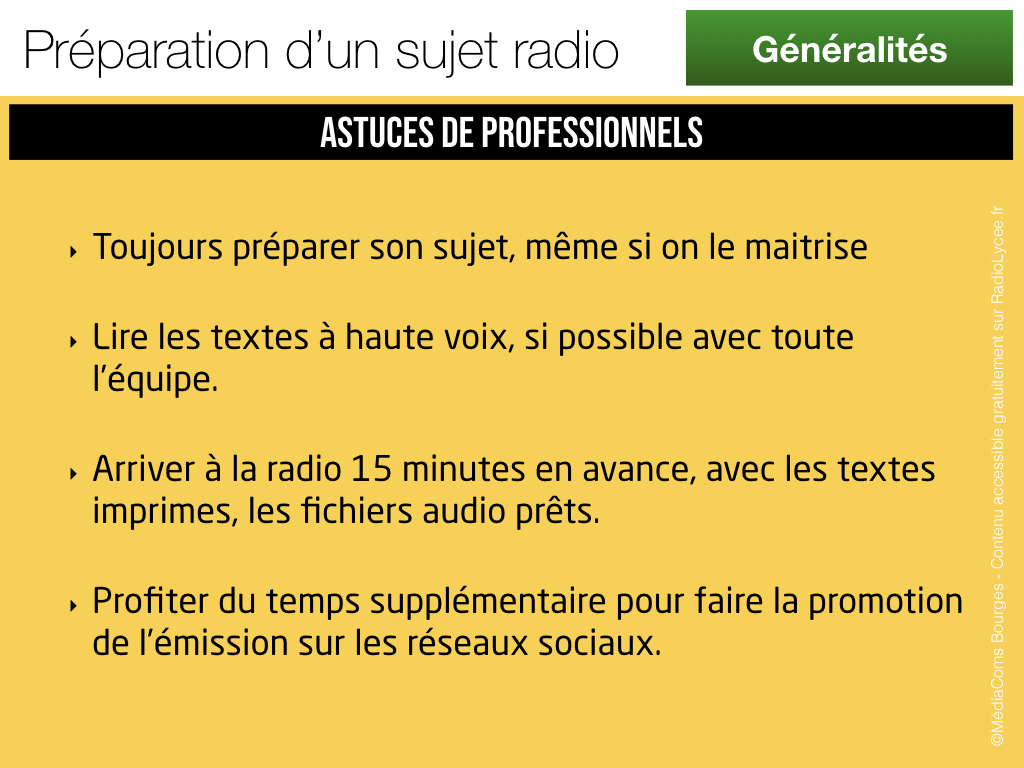 Préparation d’un sujet radio
Généralités
ASTUCES DE PROFESSIONNELS
‣ Toujours préparer son sujet, même si on le maitrise
‣ Lire les textes à haute voix, si possible avec toute
l’équipe.
‣ Arriver à la radio 15 minutes en avance, avec les textes
imprimes, les fichiers audio prêts.
‣ Profiter du temps supplémentaire pour faire la promotion
de l’émission sur les réseaux sociaux.
©MédiaComs Bourges - Contenu accessible gratuitement sur RadioLycee.fr